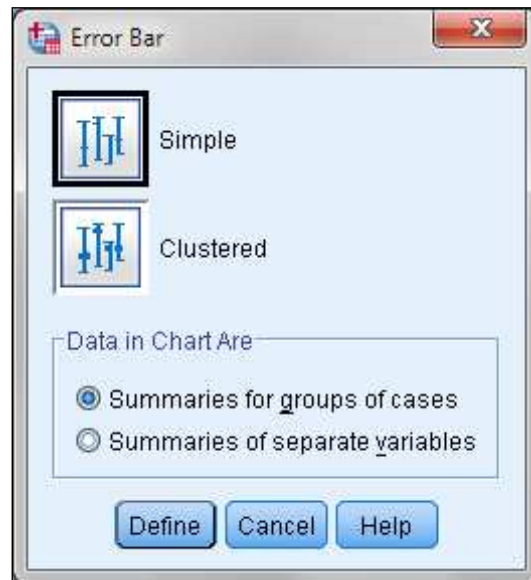 Error Bar
Simple
Clustered
Data in Chart Are
Summaries for groups of cases
Summaries of separate variables
Define Cancel Help